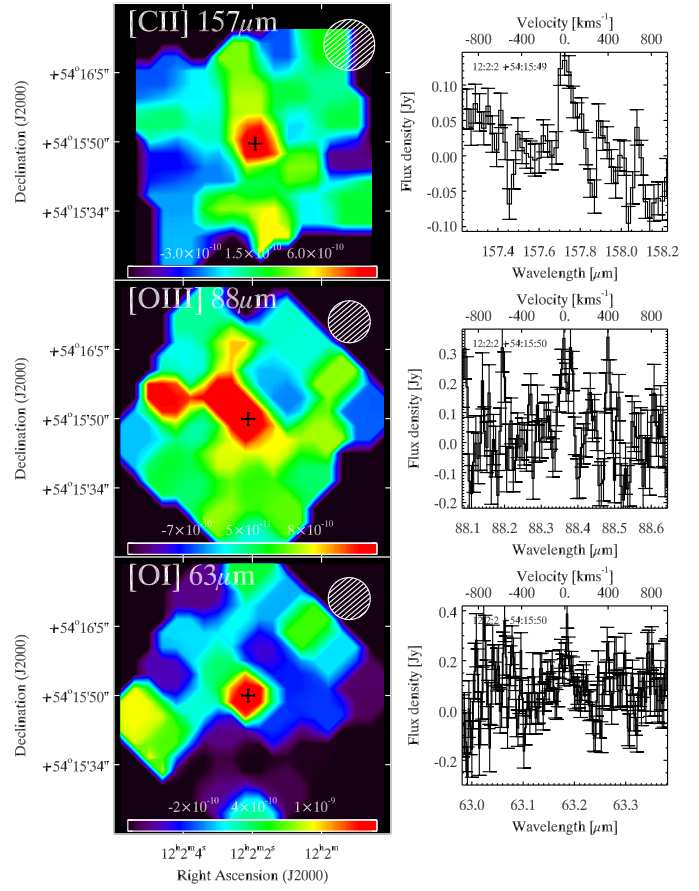 [CII] 157μm
+54°16'5"
+54°15'50"
+54°15'34"
Declination (J2000)
-3.0×10⁻¹⁰ 1.5×10⁻¹⁰ 6.0×10⁻¹⁰
Velocity [kms⁻¹]
-800 -400 0. 400 800
12:2:2 +54:15:49
0.10
0.05
0.00
-0.05
-0.10
Flux density [Jy]
157.4 157.6 157.8 158.0 158.2
Wavelength [μm]
[OIII] 88μm
+54°16'5"
+54°15'50"
+54°15'34"
Declination (J2000)
-7×10⁻¹⁰ 5×10⁻¹¹ 8×10⁻¹⁰
Velocity [kms⁻¹]
-800 -400 0. 400 800
12:2:2 +54:15:50
0.3
0.2
0.1
0.0
-0.1
-0.2
Flux density [Jy]
88.1 88.2 88.3 88.4 88.5 88.6
Wavelength [μm]
[OI] 63μm
+54°16'5"
+54°15'50"
+54°15'34"
Declination (J2000)
-2×10⁻¹⁰ 4×10⁻¹⁰ 1×10⁻⁹
12ʰ2ᵐ4ˢ 12ʰ2ᵐ2ˢ 12ʰ2ᵐ
Right Ascension (J2000)
Velocity [kms⁻¹]
-800 -400 0. 400 800
12:2:2 +54:15:50
0.4
0.2
0.0
-0.2
Flux density [Jy]
63.0 63.1 63.2 63.3
Wavelength [μm]